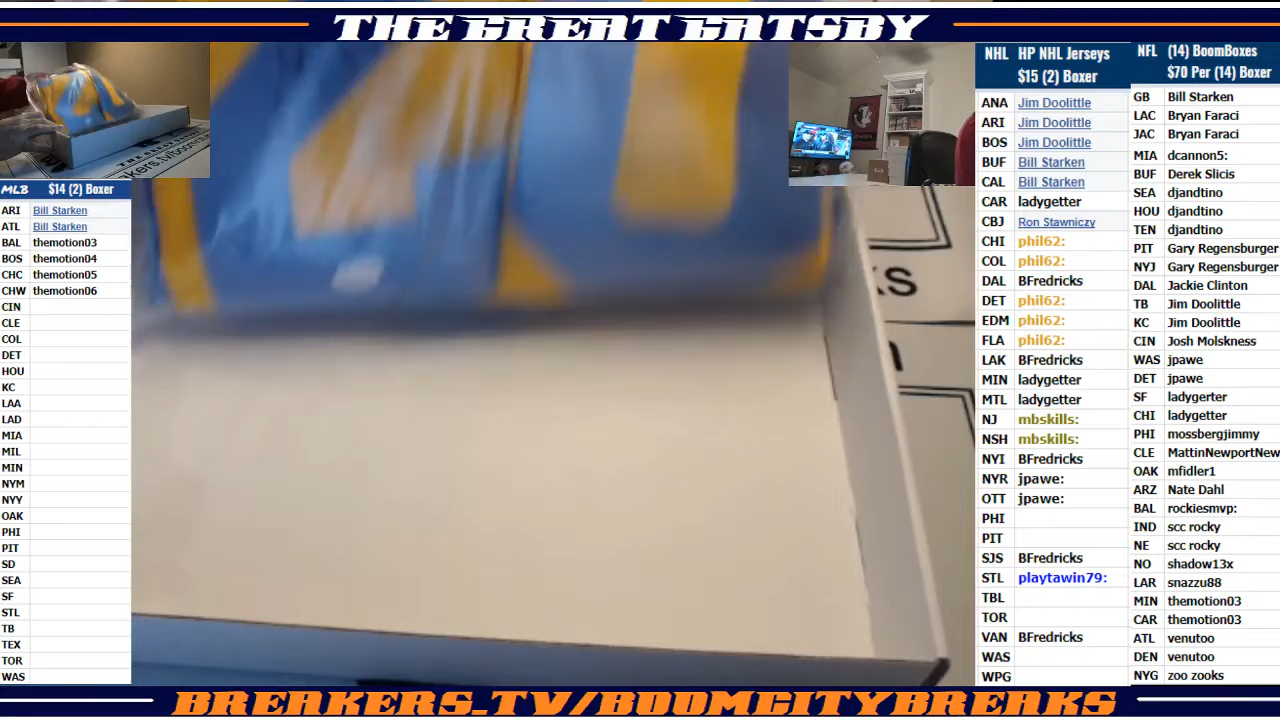 THE GREAT GATSBY
MLB $14 (2) Boxer
ARI Bill Starken
ATL Bill Starken
BAL themotion03
BOS themotion04
CHC themotion05
CHW themotion06
CIN
CLE
COL
DET
HOU
KC
LAA
LAD
MIA
MIL
MIN
NYM
NYY
OAK
PHI
PIT
SD
SEA
SF
STL
TB
TEX
TOR
WAS
NHL HP NHL Jerseys
$15 (2) Boxer
ANA Jim Doolittle
ARI Jim Doolittle
BOS Jim Doolittle
BUF Bill Starken
CAL Bill Starken
CAR ladygetter
CBJ Ron Stawniczy
CHI phil62:
COL phil62:
DAL BFredricks
DET phil62:
EDM phil62:
FLA phil62:
LAK BFredricks
MIN ladygetter
MTL ladygetter
NJ mbskills:
NSH mbskills:
NYI BFredricks
NYR jpawe:
OTT jpawe:
PHI
PIT
SJS BFredricks
STL playtawin79:
TBL
TOR
VAN BFredricks
WAS
WPG
NFL (14) BoomBoxes
$70 Per (14) Boxer
GB Bill Starken
LAC Bryan Faraci
JAC Bryan Faraci
MIA dcannon5:
BUF Derek Slicis
SEA djandtino
HOU djandtino
TEN djandtino
PIT Gary Regensburger
NYJ Gary Regensburger
DAL Jackie Clinton
TB Jim Doolittle
KC Jim Doolittle
CIN Josh Molskness
WAS jpawe
DET jpawe
SF ladygerter
CHI ladygetter
PHI mossbergjimmy
CLE MattinNewportNew
OAK mfidler1
ARZ Nate Dahl
BAL rockiesmvp:
IND scc rocky
NE scc rocky
NO shadow13x
LAR snazzu88
MIN themotion03
CAR themotion03
ATL venutoo
DEN venutoo
NYG zoo zooks
BREAKERS.TV/BOOMCITYBREAKS